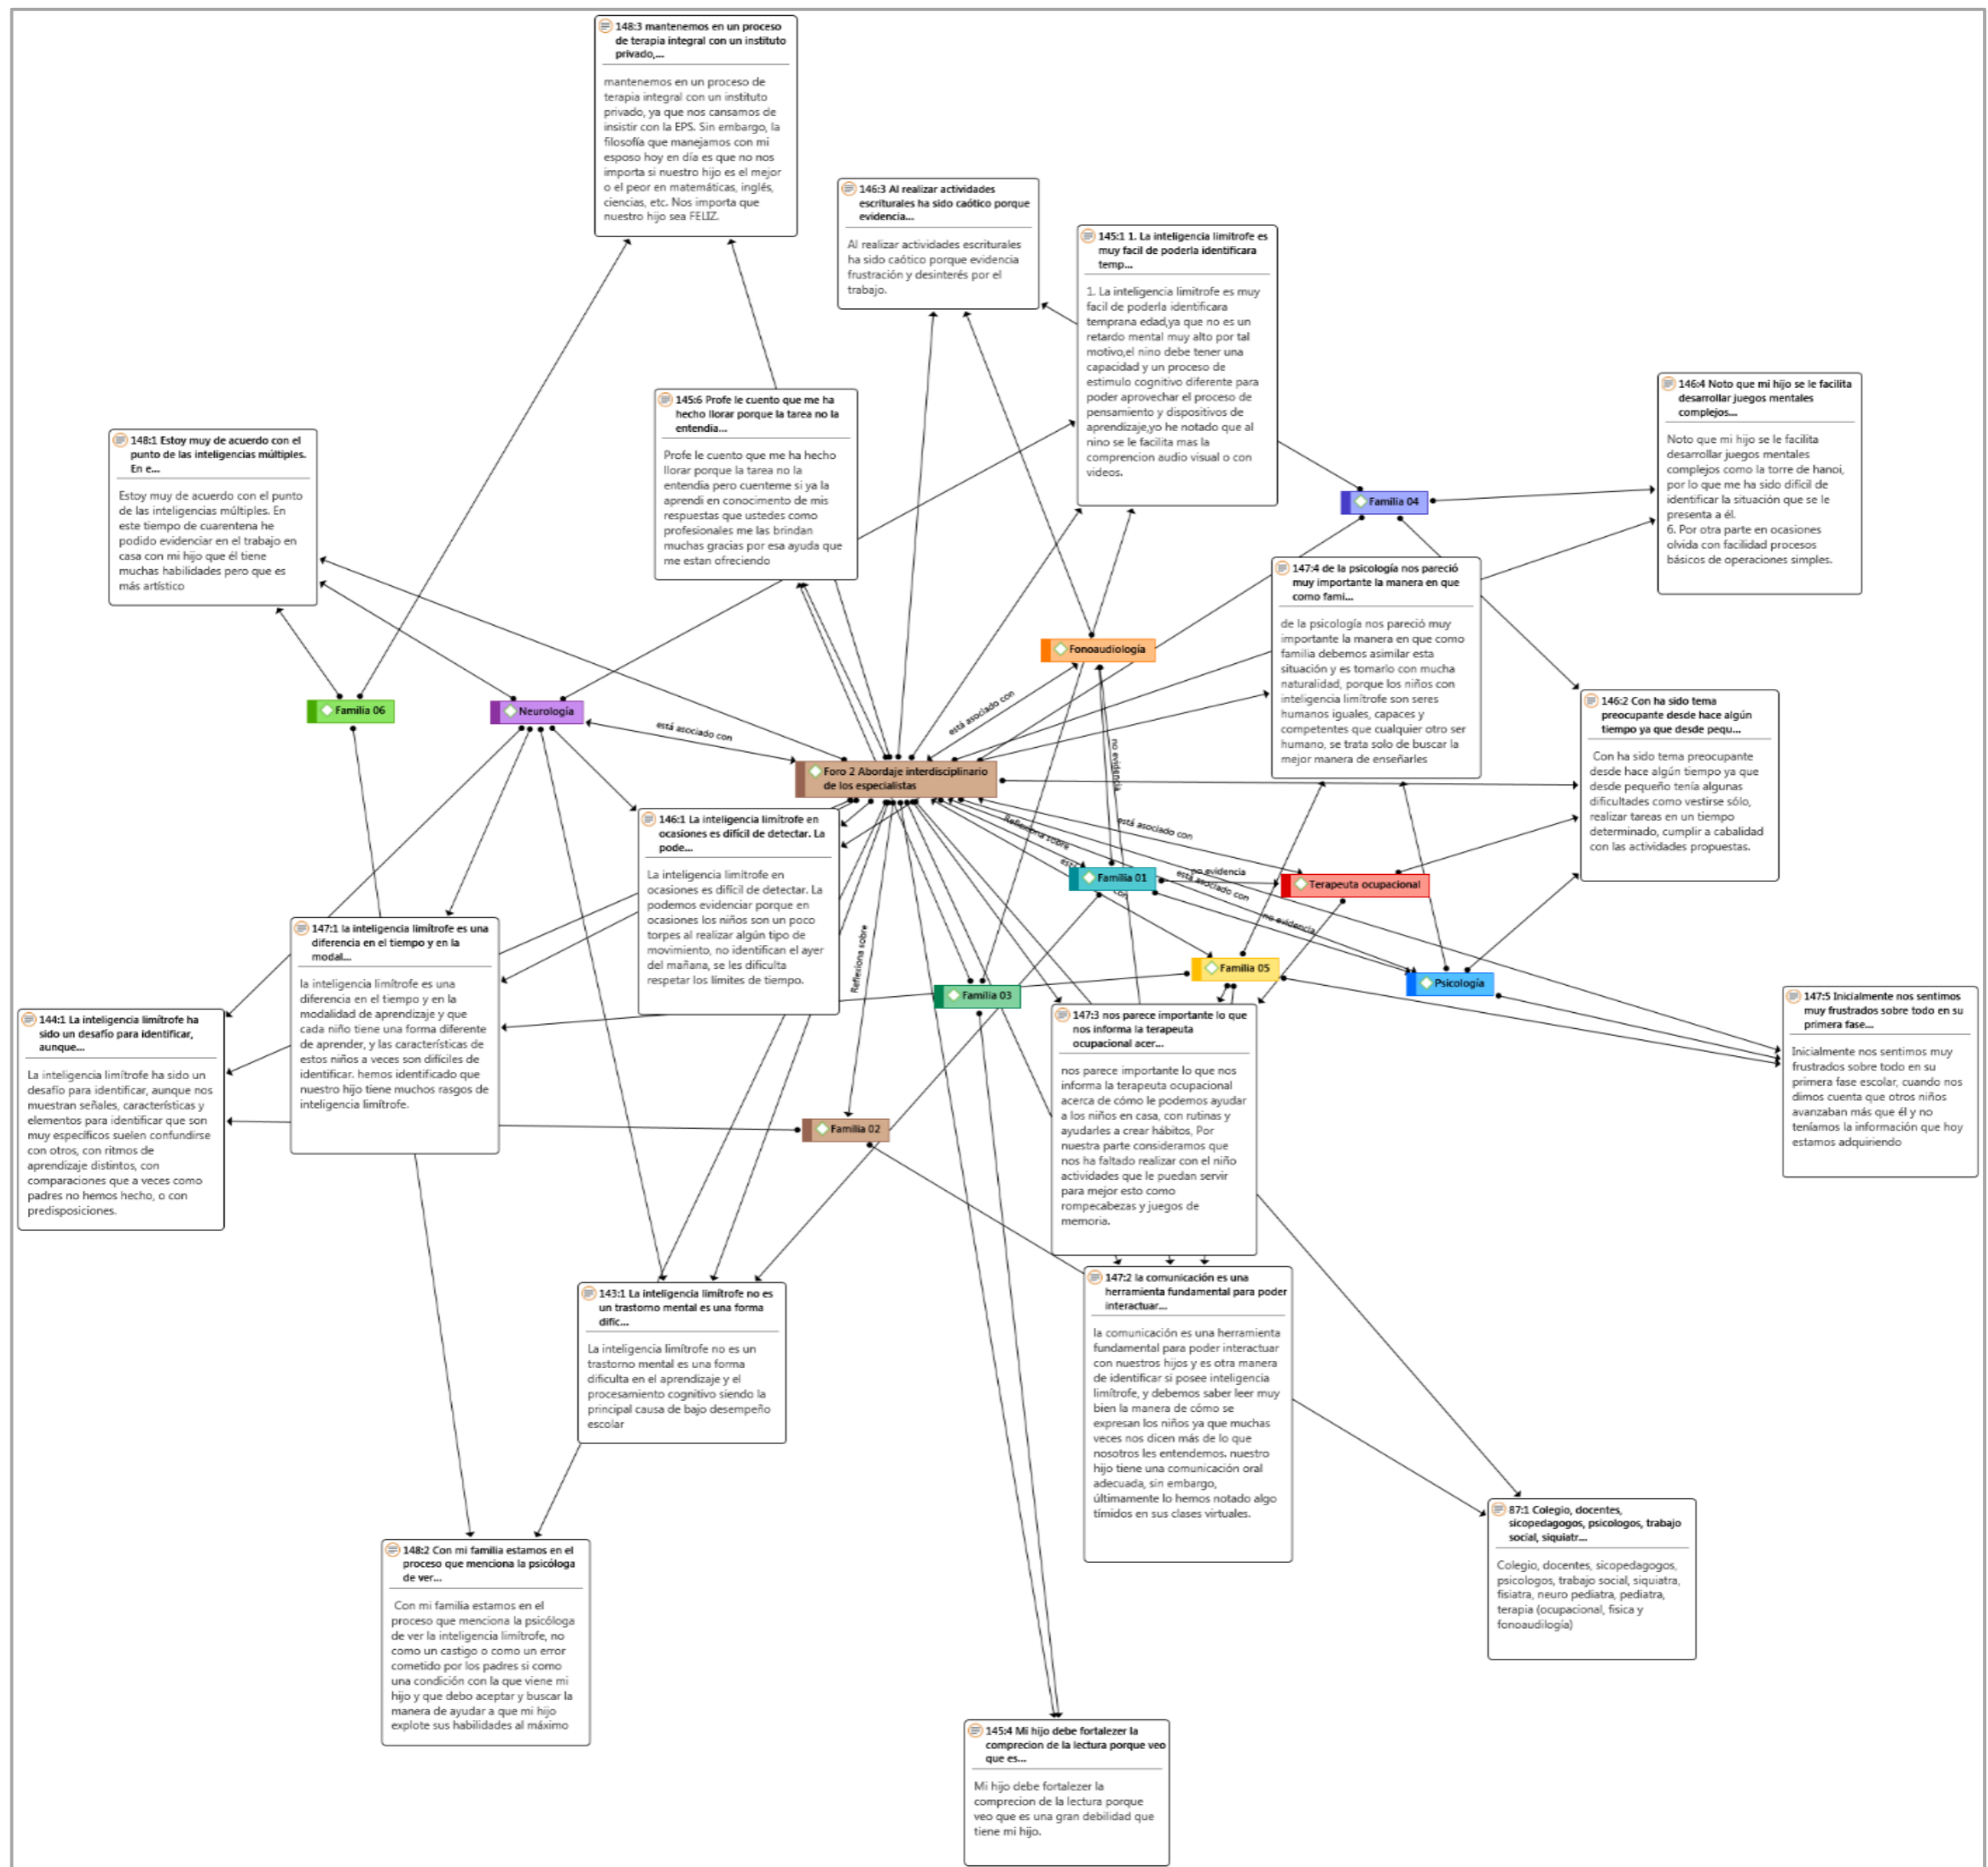 148:3 mantenemos en un proceso
de terapia integral con un instituto
privado,...
mantenemos en un proceso de
terapia integral con un instituto
privado, ya que nos cansamos de
insistir con la EPS. Sin embargo, la
filosofía que manejamos con mi
esposo hoy en día es que no nos
importa si nuestro hijo es el mejor
o el peor en matemáticas, inglés,
ciencias, etc. Nos importa que
nuestro hijo sea FELIZ.
146:3 Al realizar actividades
escriturales ha sido caótico porque
evidencia...
Al realizar actividades escriturales
ha sido caótico porque evidencia
frustración y desinterés por el
trabajo.
145:1 1. La inteligencia limitrofe es
muy facil de poderla identificara
temp...
1. La inteligencia limitrofe es muy
facil de poderla identificara
temprana edad,ya que no es un
retardo mental muy alto por tal
motivo,el nino debe tener una
capacidad y un proceso de
estimulo cognitivo diferente para
poder aprovechar el proceso de
pensamiento y dispositivos de
aprendizaje,yo he notado que al
nino se le facilita mas la
comprencion audio visual o con
videos.
145:6 Profe le cuento que me ha
hecho llorar porque la tarea no la
entendia...
Profe le cuento que me ha hecho
llorar porque la tarea no la
entendia pero cuenteme si ya la
aprendi en conocimento de mis
respuestas que ustedes como
profesionales me las brindan
muchas gracias por esa ayuda que
me estan ofreciendo
146:4 Noto que mi hijo se le facilita
desarrollar juegos mentales
complejos...
Noto que mi hijo se le facilita
desarrollar juegos mentales
complejos como la torre de hanoi,
por lo que me ha sido difícil de
identificar la situación que se le
presenta a él.
6. Por otra parte en ocasiones
olvida con facilidad procesos
básicos de operaciones simples.
148:1 Estoy muy de acuerdo con el
punto de las inteligencias múltiples.
En e...
Estoy muy de acuerdo con el punto
de las inteligencias múltiples. En
este tiempo de cuarentena he
podido evidenciar en el trabajo en
casa con mi hijo que él tiene
muchas habilidades pero que es
más artístico
Familia 04
147:4 de la psicología nos pareció
muy importante la manera en que
como fami...
de la psicología nos pareció muy
importante la manera en que como
familia debemos asimilar esta
situación y es tomarlo con mucha
naturalidad, porque los niños con
inteligencia limítrofe son seres
humanos iguales, capaces y
competentes que cualquier otro ser
humano, se trata solo de buscar la
mejor manera de enseñarles
Fonoaudiología
Familia 06
Neurología
está asociado con
está asociado con
no evidencia
146:2 Con ha sido tema
preocupante desde hace algún
tiempo ya que desde pequ...
Con ha sido tema preocupante
desde hace algún tiempo ya que
desde pequeño tenía algunas
dificultades como vestirse sólo,
realizar tareas en un tiempo
determinado, cumplir a cabalidad
con las actividades propuestas.
Foro 2 Abordaje interdisciplinario
de los especialistas
146:1 La inteligencia limítrofe en
ocasiones es difícil de detectar. La
pode...
La inteligencia limítrofe en
ocasiones es difícil de detectar. La
podemos evidenciar porque en
ocasiones los niños son un poco
torpes al realizar algún tipo de
movimiento, no identifican el ayer
del mañana, se les dificulta
respetar los límites de tiempo.
Reflexiona sobre
está asociado con
Familia 01
no evidencia
está asociado con
Terapeuta ocupacional
no evidencia
Reflexiona sobre
Familia 05
Psicología
Familia 03
147:1 la inteligencia limítrofe es una
diferencia en el tiempo y en la
modal...
la inteligencia limítrofe es una
diferencia en el tiempo y en la
modalidad de aprendizaje y que
cada niño tiene una forma diferente
de aprender, y las características de
estos niños a veces son difíciles de
identificar. hemos identificado que
nuestro hijo tiene muchos rasgos de
inteligencia limítrofe.
144:1 La inteligencia limítrofe ha
sido un desafío para identificar,
aunque...
La inteligencia limítrofe ha sido un
desafío para identificar, aunque nos
muestran señales, características y
elementos para identificar que son
muy específicos suelen confundirse
con otros, con ritmos de
aprendizaje distintos, con
comparaciones que a veces como
padres no hemos hecho, o con
predisposiciones.
147:3 nos parece importante lo que
nos informa la terapeuta
ocupacional acer...
nos parece importante lo que nos
informa la terapeuta ocupacional
acerca de cómo le podemos ayudar
a los niños en casa, con rutinas y
ayudarles a crear hábitos, Por
nuestra parte consideramos que
nos ha faltado realizar con el niño
actividades que le puedan servir
para mejor esto como
rompecabezas y juegos de
memoria.
147:5 Inicialmente nos sentimos
muy frustrados sobre todo en su
primera fase...
Inicialmente nos sentimos muy
frustrados sobre todo en su
primera fase escolar, cuando nos
dimos cuenta que otros niños
avanzaban más que él y no
teníamos la información que hoy
estamos adquiriendo
Familia 02
143:1 La inteligencia limítrofe no es
un trastorno mental es una forma
dific...
La inteligencia limítrofe no es un
trastorno mental es una forma
dificulta en el aprendizaje y el
procesamiento cognitivo siendo la
principal causa de bajo desempeño
escolar
147:2 la comunicación es una
herramienta fundamental para poder
interactuar...
la comunicación es una herramienta
fundamental para poder interactuar
con nuestros hijos y es otra manera
de identificar si posee inteligencia
limítrofe, y debemos saber leer muy
bien la manera de cómo se
expresan los niños ya que muchas
veces nos dicen más de lo que
nosotros les entendemos. nuestro
hijo tiene una comunicación oral
adecuada, sin embargo,
últimamente lo hemos notado algo
tímidos en sus clases virtuales.
87:1 Colegio, docentes,
sicopedagogos, psicologos, trabajo
social, siquiatr...
Colegio, docentes, sicopedagogos,
psicologos, trabajo social, siquiatra,
fisiatra, neuro pediatra, pediatra,
terapia (ocupacional, fisica y
fonoaudilogía)
148:2 Con mi familia estamos en el
proceso que menciona la psicóloga
de ver...
Con mi familia estamos en el
proceso que menciona la psicóloga
de ver la inteligencia limítrofe, no
como un castigo o como un error
cometido por los padres si como
una condición con la que viene mi
hijo y que debo aceptar y buscar la
manera de ayudar a que mi hijo
explote sus habilidades al máximo
145:4 Mi hijo debe fortalezer la
comprecion de la lectura porque veo
que es...
Mi hijo debe fortalezer la
comprecion de la lectura porque
veo que es una gran debilidad que
tiene mi hijo.